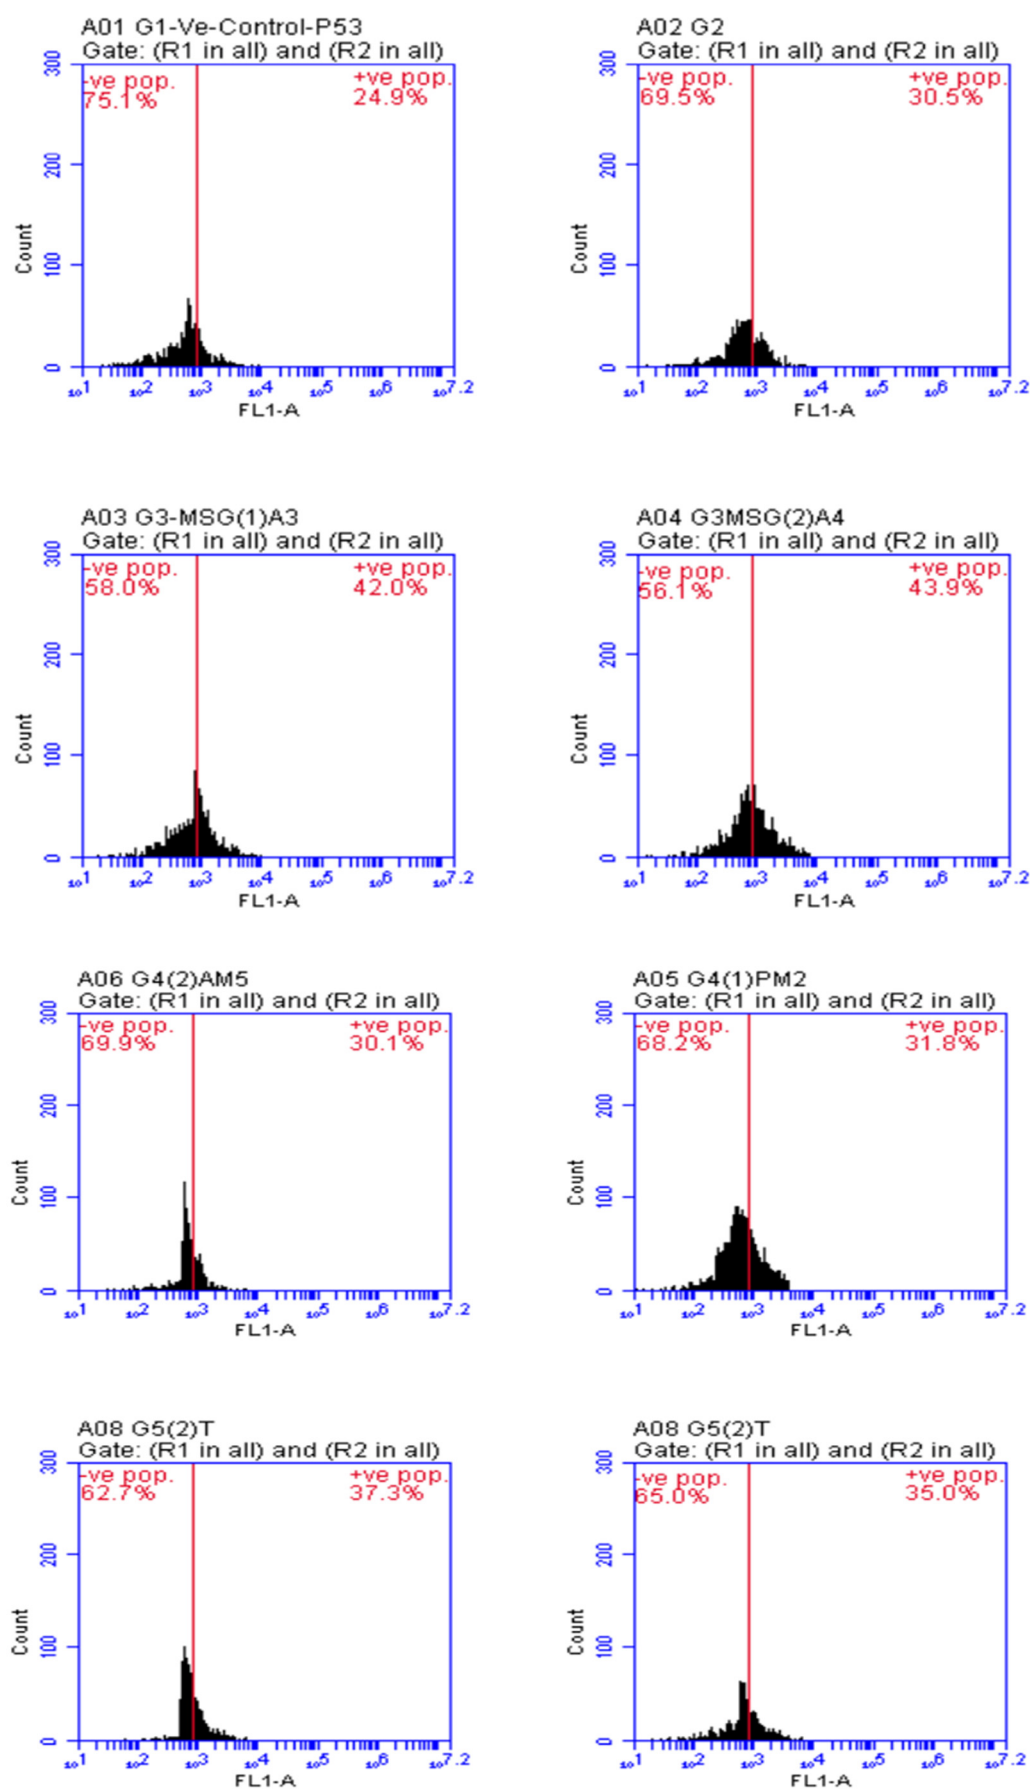 A01 G1-Ve-Control-P53
Gate: (R1 in all) and (R2 in all)
-ve pop. +ve pop.
75.1% 24.9%
300
200
100
0
Count
10^1 10^2 10^3 10^4 10^5 10^6 10^7.2
FL1-A
A02 G2
Gate: (R1 in all) and (R2 in all)
-ve pop. +ve pop.
69.5% 30.5%
300
200
100
0
Count
10^1 10^2 10^3 10^4 10^5 10^6 10^7.2
FL1-A
A03 G3-MSG(1)A3
Gate: (R1 in all) and (R2 in all)
-ve pop. +ve pop.
58.0% 42.0%
300
200
100
0
Count
10^1 10^2 10^3 10^4 10^5 10^6 10^7.2
FL1-A
A04 G3MSG(2)A4
Gate: (R1 in all) and (R2 in all)
-ve pop. +ve pop.
56.1% 43.9%
300
200
100
0
Count
10^1 10^2 10^3 10^4 10^5 10^6 10^7.2
FL1-A
A06 G4(2)AM5
Gate: (R1 in all) and (R2 in all)
-ve pop. +ve pop.
69.9% 30.1%
300
200
100
0
Count
10^1 10^2 10^3 10^4 10^5 10^6 10^7.2
FL1-A
A05 G4(1)PM2
Gate: (R1 in all) and (R2 in all)
-ve pop. +ve pop.
68.2% 31.8%
300
200
100
0
Count
10^1 10^2 10^3 10^4 10^5 10^6 10^7.2
FL1-A
A08 G5(2)T
Gate: (R1 in all) and (R2 in all)
-ve pop. +ve pop.
62.7% 37.3%
300
200
100
0
Count
10^1 10^2 10^3 10^4 10^5 10^6 10^7.2
FL1-A
A08 G5(2)T
Gate: (R1 in all) and (R2 in all)
-ve pop. +ve pop.
65.0% 35.0%
300
200
100
0
Count
10^1 10^2 10^3 10^4 10^5 10^6 10^7.2
FL1-A